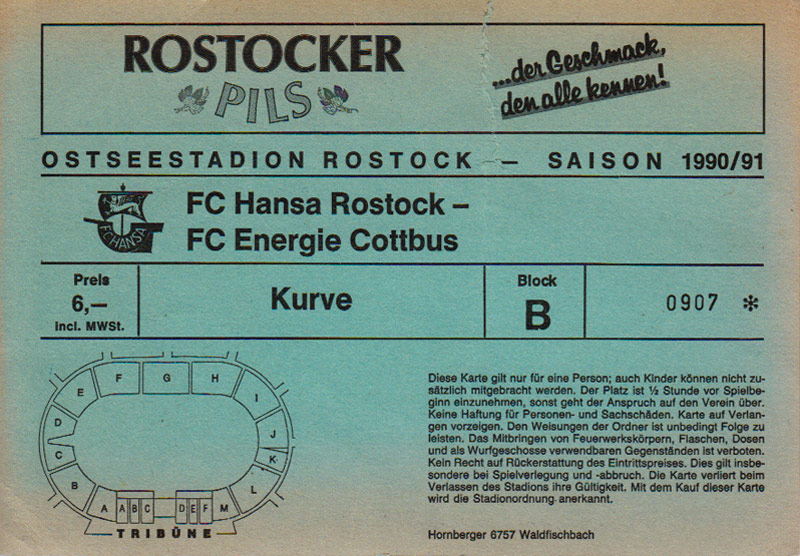 ROSTOCKER
PILS
...der Geschmack,
den alle kennen!
OSTSEESTADION ROSTOCK – SAISON 1990/91
F.C.HANSA
FC Hansa Rostock –
FC Energie Cottbus
Preis
6,–
incl. MWSt.
Kurve
Block
B
0907 *
E F G H I
D J
C K
B L
A A B C D E F M
TRIBÜNE
Diese Karte gilt nur für eine Person; auch Kinder können nicht zu-
sätzlich mitgebracht werden. Der Platz ist ½ Stunde vor Spielbe-
ginn einzunehmen, sonst geht der Anspruch auf den Verein über.
Keine Haftung für Personen- und Sachschäden. Karte auf Verlan-
gen vorzeigen. Den Weisungen der Ordner ist unbedingt Folge zu
leisten. Das Mitbringen von Feuerwerkskörpern, Flaschen, Dosen
und als Wurfgeschosse verwendbaren Gegenständen ist verboten.
Kein Recht auf Rückerstattung des Eintrittspreises. Dies gilt insbe-
sondere bei Spielverlegung und -abbruch. Die Karte verliert beim
Verlassen des Stadions ihre Gültigkeit. Mit dem Kauf dieser Karte
wird die Stadionordnung anerkannt.
Hornberger 6757 Waldfischbach